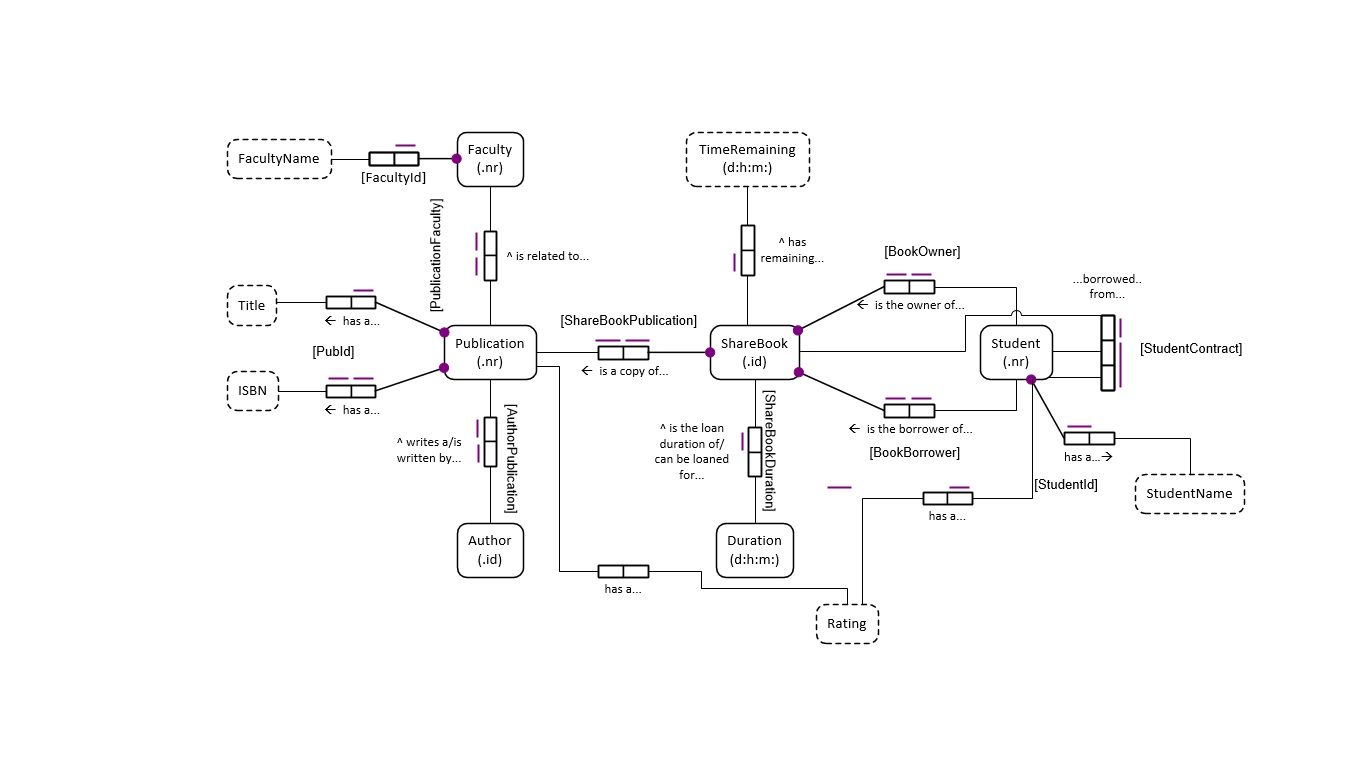 FacultyName
[FacultyId]
Faculty
(.nr)
TimeRemaining
(d:h:m:)
[PublicationFaculty]
^ is related to...
^ has
remaining...
[BookOwner]
← is the owner of...
...borrowed..
from...
Title
← has a...
[PubId]
ISBN
← has a...
Publication
(.nr)
[ShareBookPublication]
← is a copy of...
ShareBook
(.id)
Student
(.nr)
[StudentContract]
^ writes a/is
written by...
[AuthorPublication]
^ is the loan
duration of/
can be loaned
for...
[ShareBookDuration]
← is the borrower of...
[BookBorrower]
has a...→
[StudentId]
StudentName
has a...
Author
(.id)
Duration
(d:h:m:)
has a...
Rating